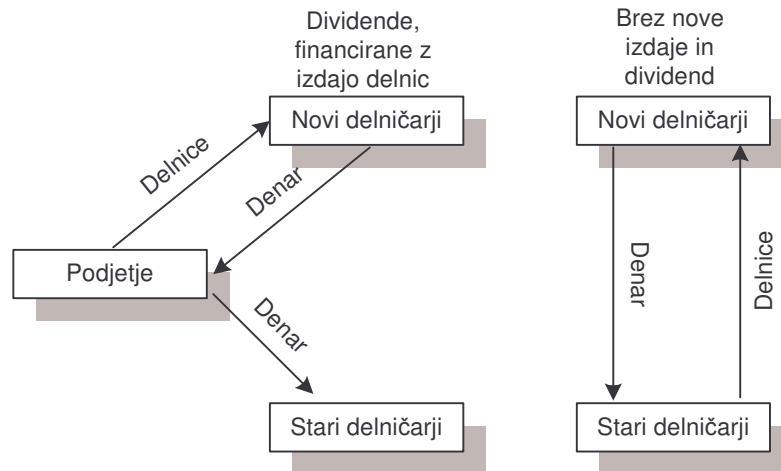 Dividende,
financirane z
izdajo delnic
Novi delničarji
Delnice
Denar
Podjetje
Denar
Stari delničarji
Brez nove
izdaje in
dividend
Novi delničarji
Denar
Delnice
Stari delničarji